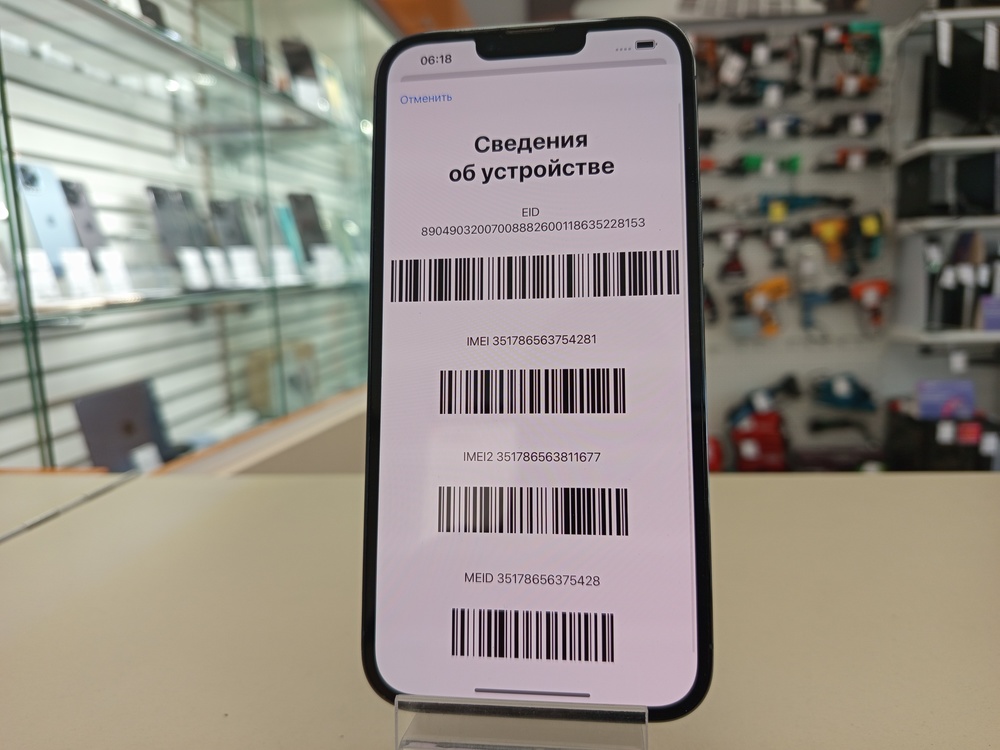 06:18
Отменить
Сведения
об устройстве
EID
89049032007008882600118635228153
IMEI 351786563754281
IMEI2 351786563811677
MEID 35178656375428